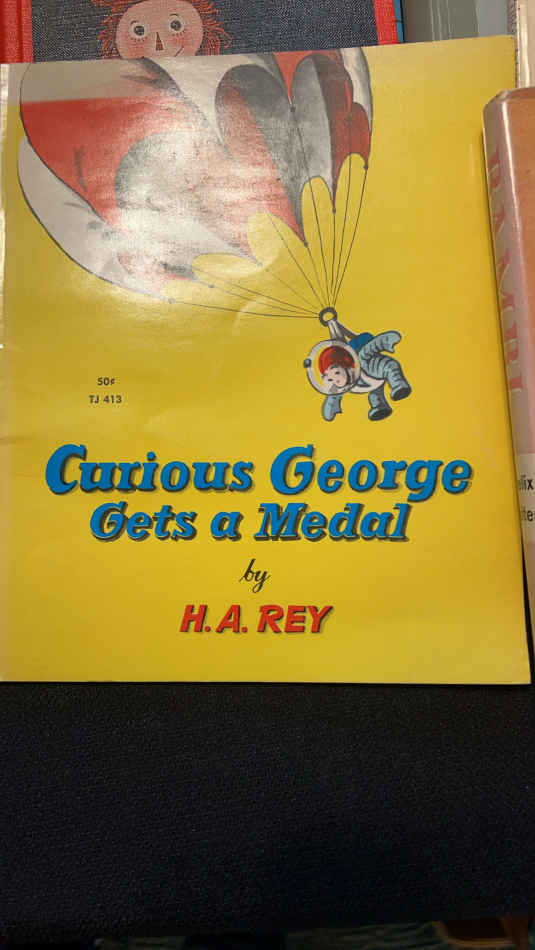 50¢
TJ 413
Curious George
Gets a Medal
by
H. A. REY